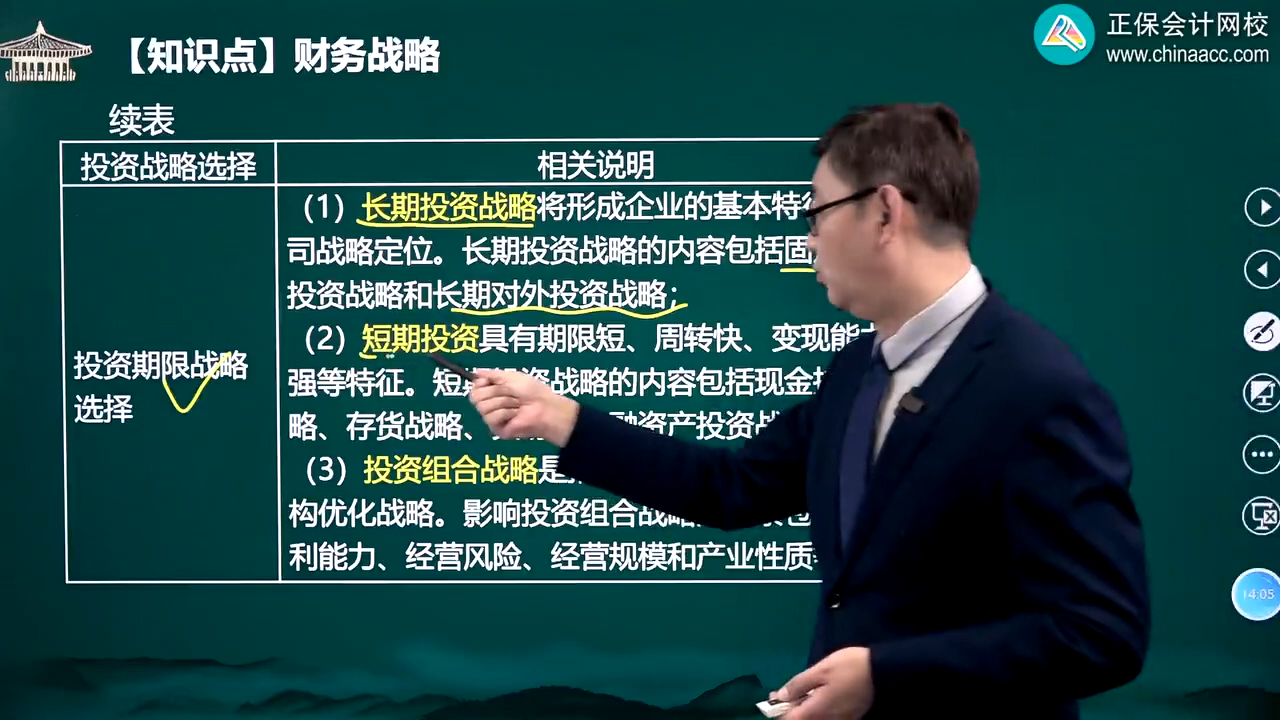 【知识点】财务战略
正保会计网校
www.chinaacc.com
续表
投资战略选择
相关说明
投资期限战略
选择
（1）长期投资战略将形成企业的基本特
司战略定位。长期投资战略的内容包括固
投资战略和长期对外投资战略；
（2）短期投资具有期限短、周转快、变现能
强等特征。短期 战略的内容包括现金
略、存货战略、 融资产投资战
（3）投资组合战略是
构优化战略。影响投资组合战略
利能力、经营风险、经营规模和产业性质
14:05